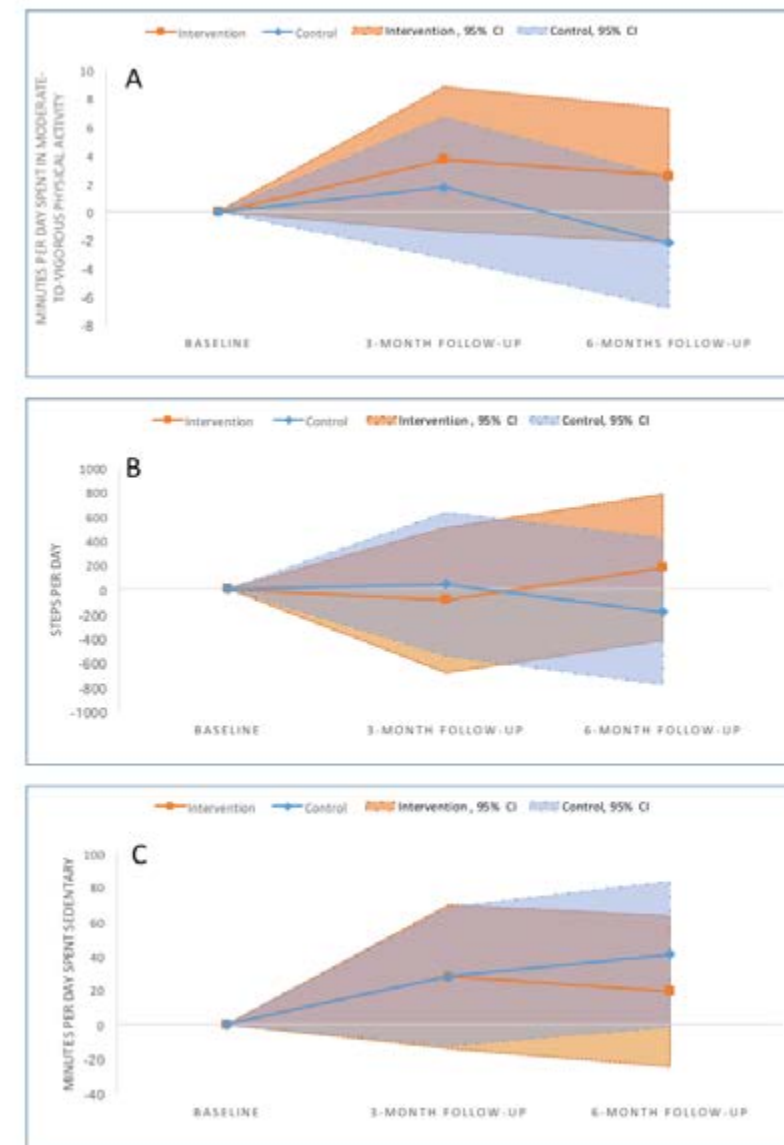 Intervention Control Intervention , 95% CI Control, 95% CI
A
MINUTES PER DAY SPENT IN MODERATE-
TO-VIGOROUS PHYSICAL ACTIVITY
10
8
6
4
2
0
-2
-4
-6
-8
BASELINE 3-MONTH FOLLOW-UP 6-MONTHS FOLLOW-UP
Intervention Control Intervention , 95% CI Control, 95% CI
B
STEPS PER DAY
1000
800
600
400
200
0
-200
-400
-600
-800
-1000
BASELINE 3-MONTH FOLLOW-UP 6-MONTH FOLLOW-UP
Intervention Control Intervention , 95% CI Control, 95% CI
C
MINUTES PER DAY SPENT SEDENTARY
100
80
60
40
20
0
-20
-40
BASELINE 3-MONTH FOLLOW-UP 6-MONTH FOLLOW-UP